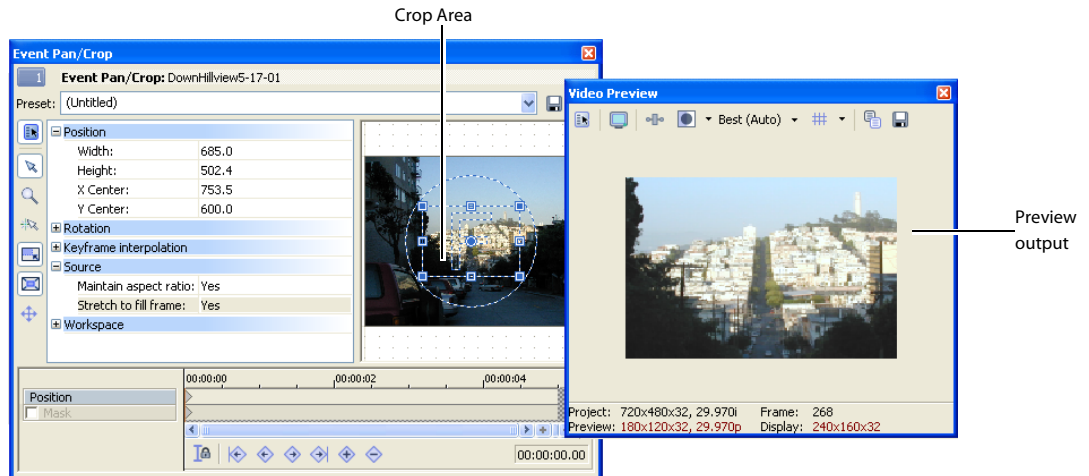 Crop Area
Event Pan/Crop
1 Event Pan/Crop: DownHillview5-17-01
Preset: (Untitled)
Position
Width: 685.0
Height: 502.4
X Center: 753.5
Y Center: 600.0
Rotation
Keyframe interpolation
Source
Maintain aspect ratio: Yes
Stretch to fill frame: Yes
Workspace
00:00:00 00:00:02 00:00:04
Position
Mask
00:00:00.00
Video Preview
Best (Auto)
Project: 720x480x32, 29.970i Frame: 268
Preview: 180x120x32, 29.970p Display: 240x160x32
Preview
output